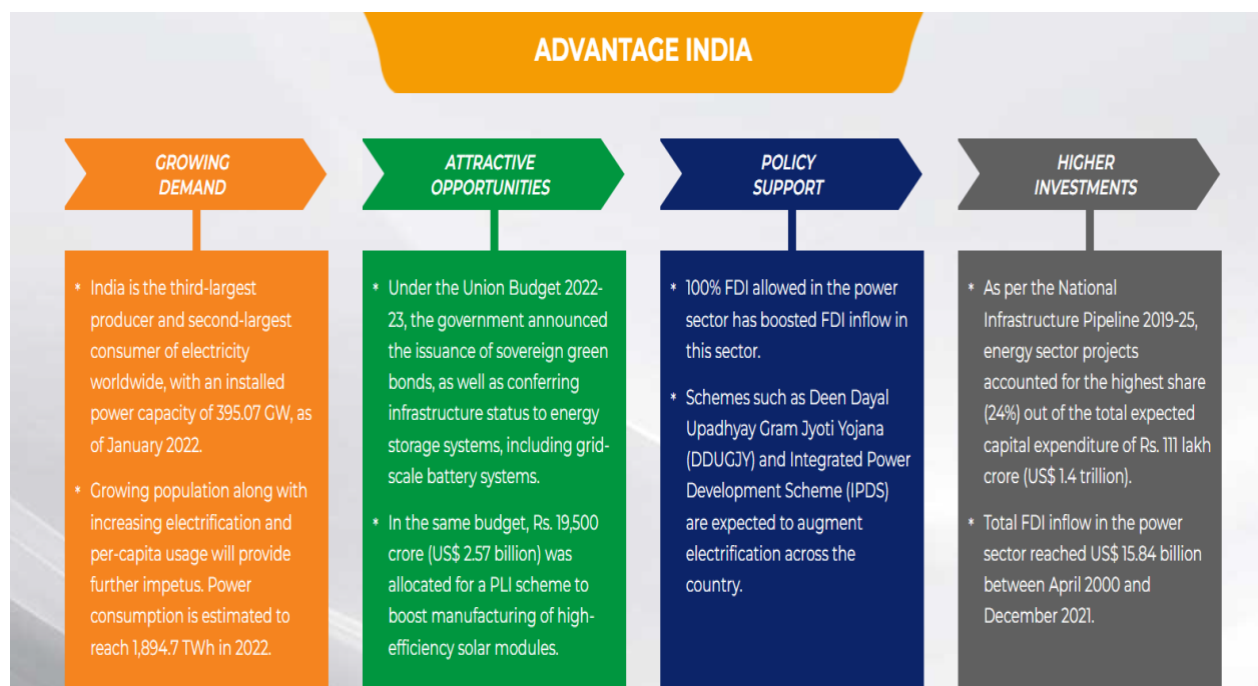 ADVANTAGE INDIA
GROWING
DEMAND
* India is the third-largest
producer and second-largest
consumer of electricity
worldwide, with an installed
power capacity of 395.07 GW, as
of January 2022.
* Growing population along with
increasing electrification and
per-capita usage will provide
further impetus. Power
consumption is estimated to
reach 1,894.7 TWh in 2022.
ATTRACTIVE
OPPORTUNITIES
* Under the Union Budget 2022-
23, the government announced
the issuance of sovereign green
bonds, as well as conferring
infrastructure status to energy
storage systems, including grid-
scale battery systems.
* In the same budget, Rs. 19,500
crore (US$ 2.57 billion) was
allocated for a PLI scheme to
boost manufacturing of high-
efficiency solar modules.
POLICY
SUPPORT
* 100% FDI allowed in the power
sector has boosted FDI inflow in
this sector.
* Schemes such as Deen Dayal
Upadhyay Gram Jyoti Yojana
(DDUGJY) and Integrated Power
Development Scheme (IPDS)
are expected to augment
electrification across the
country.
HIGHER
INVESTMENTS
* As per the National
Infrastructure Pipeline 2019-25,
energy sector projects
accounted for the highest share
(24%) out of the total expected
capital expenditure of Rs. 111 lakh
crore (US$ 1.4 trillion).
* Total FDI inflow in the power
sector reached US$ 15.84 billion
between April 2000 and
December 2021.